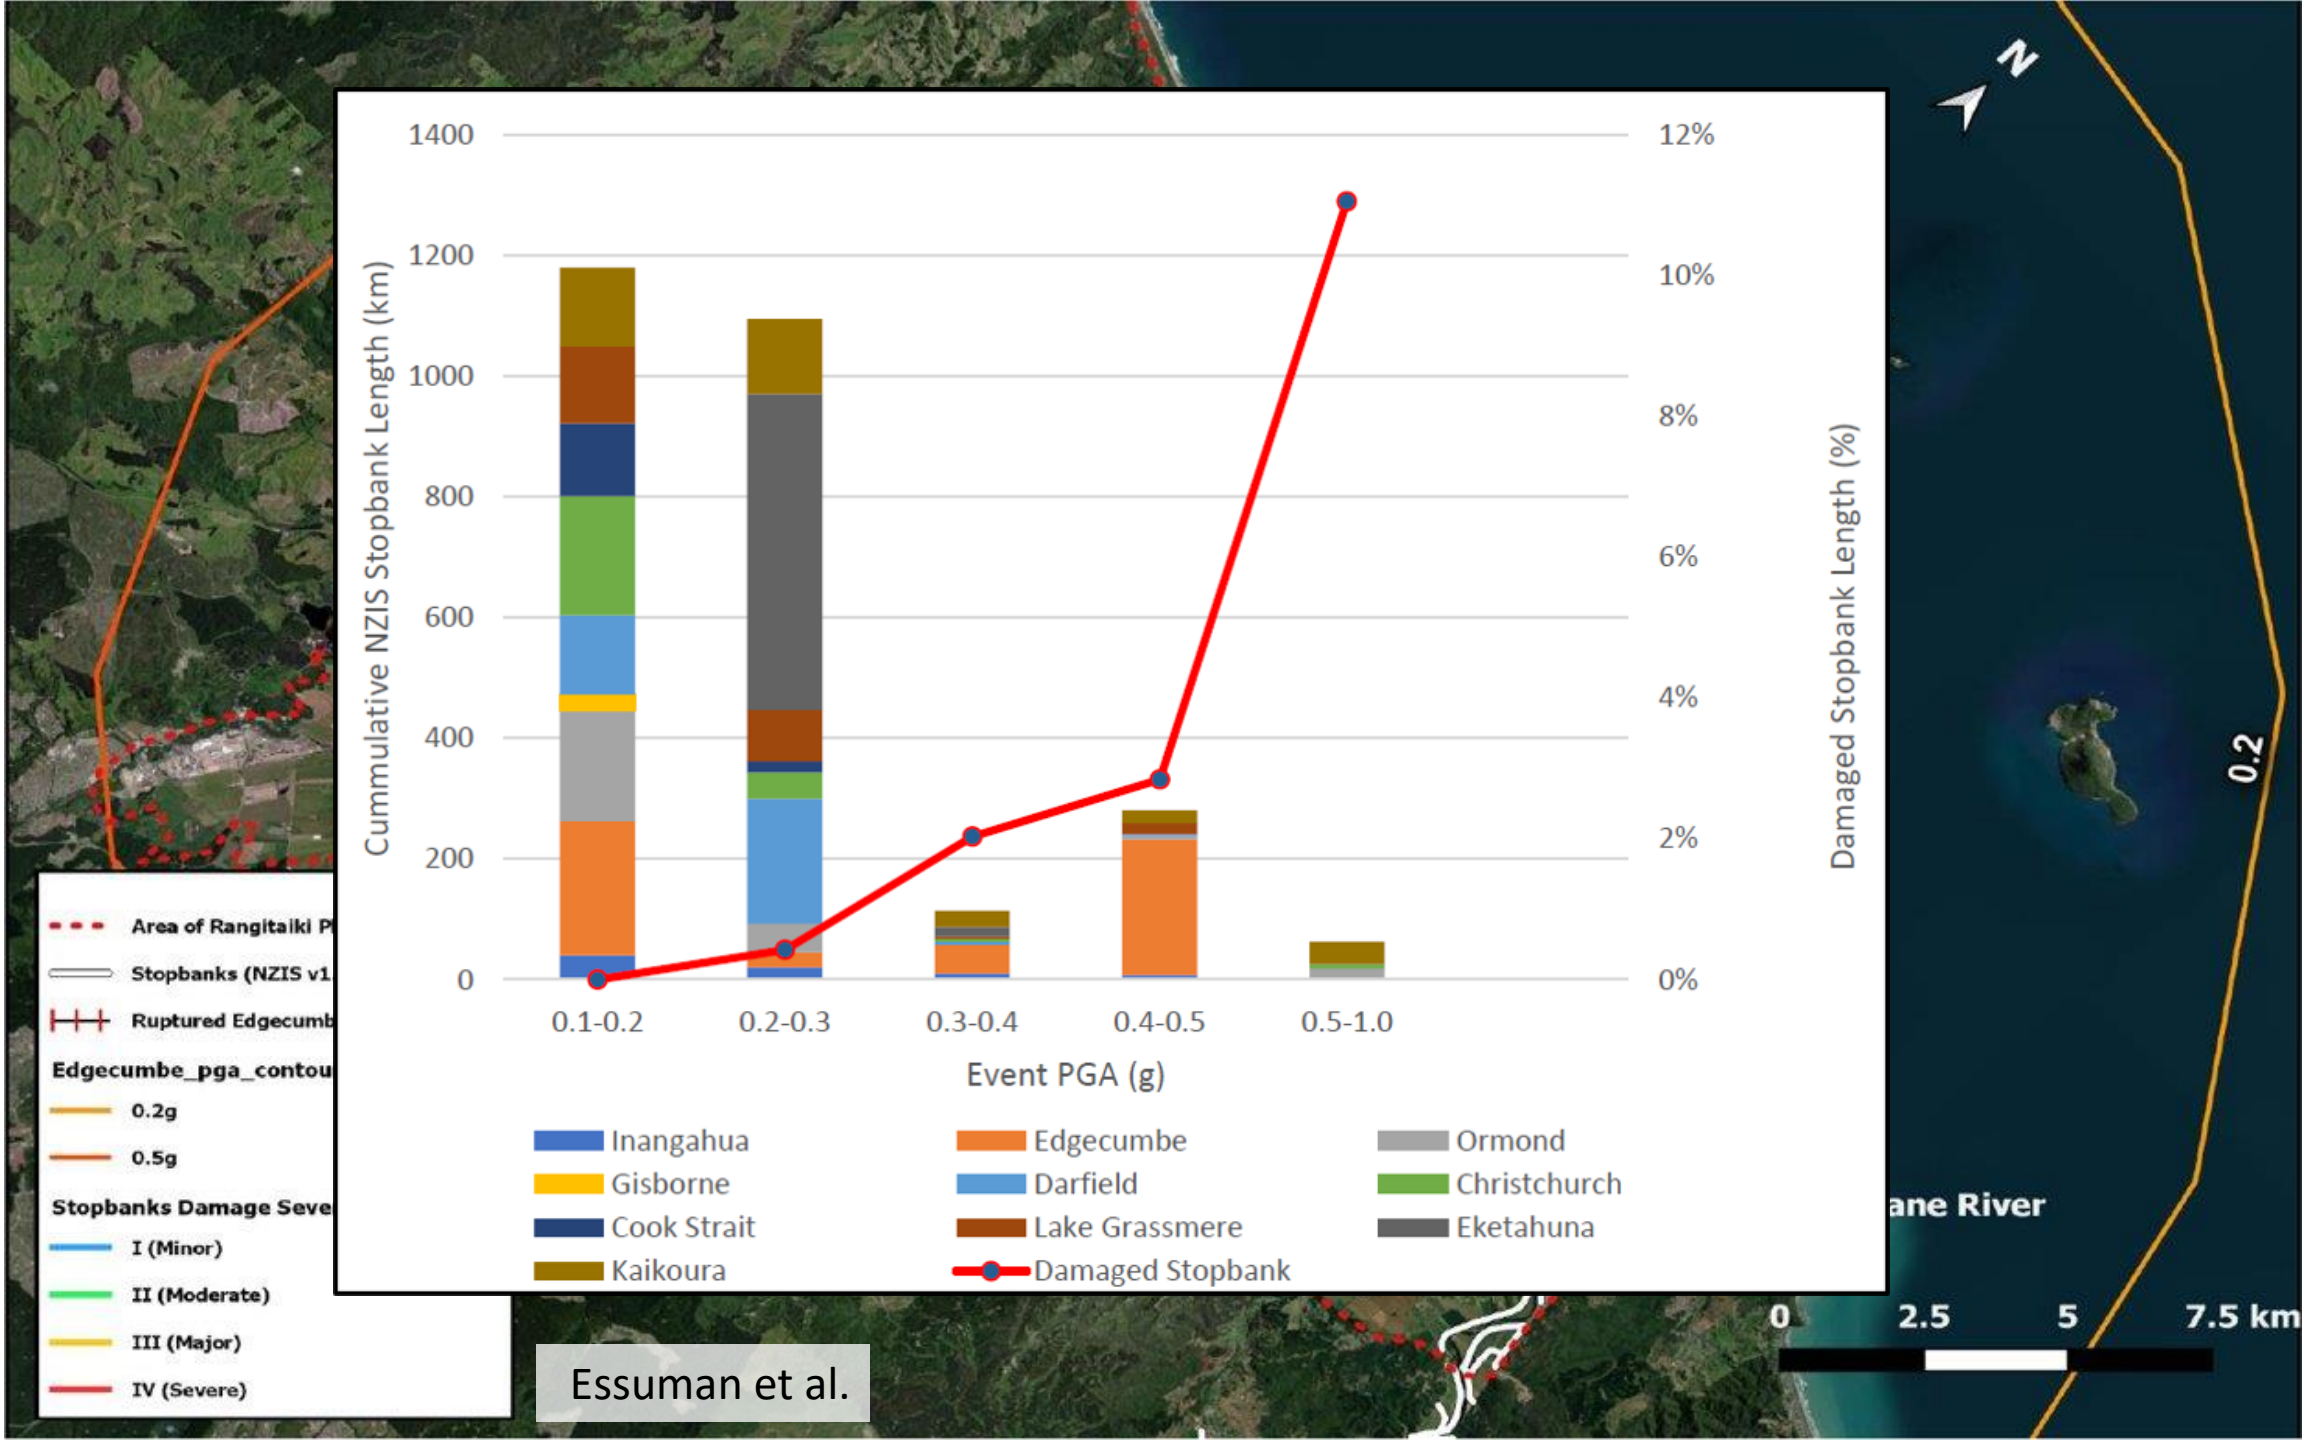 N
1400
1200
1000
800
600
400
200
0
Cummulative NZIS Stopbank Length (km)
12%
10%
8%
6%
4%
2%
0%
Damaged Stopbank Length (%)
0.1-0.2 0.2-0.3 0.3-0.4 0.4-0.5 0.5-1.0
Event PGA (g)
Inangahua Edgecumbe Ormond
Gisborne Darfield Christchurch
Cook Strait Lake Grassmere Eketahuna
Kaikoura Damaged Stopbank
0.2
Area of Rangitaiki Pl
Stopbanks (NZIS v1
Ruptured Edgecumb
Edgecumbe_pga_contou
0.2g
0.5g
Stopbanks Damage Seve
I (Minor)
II (Moderate)
III (Major)
IV (Severe)
Essuman et al.
ane River
0 2.5 5 7.5 km